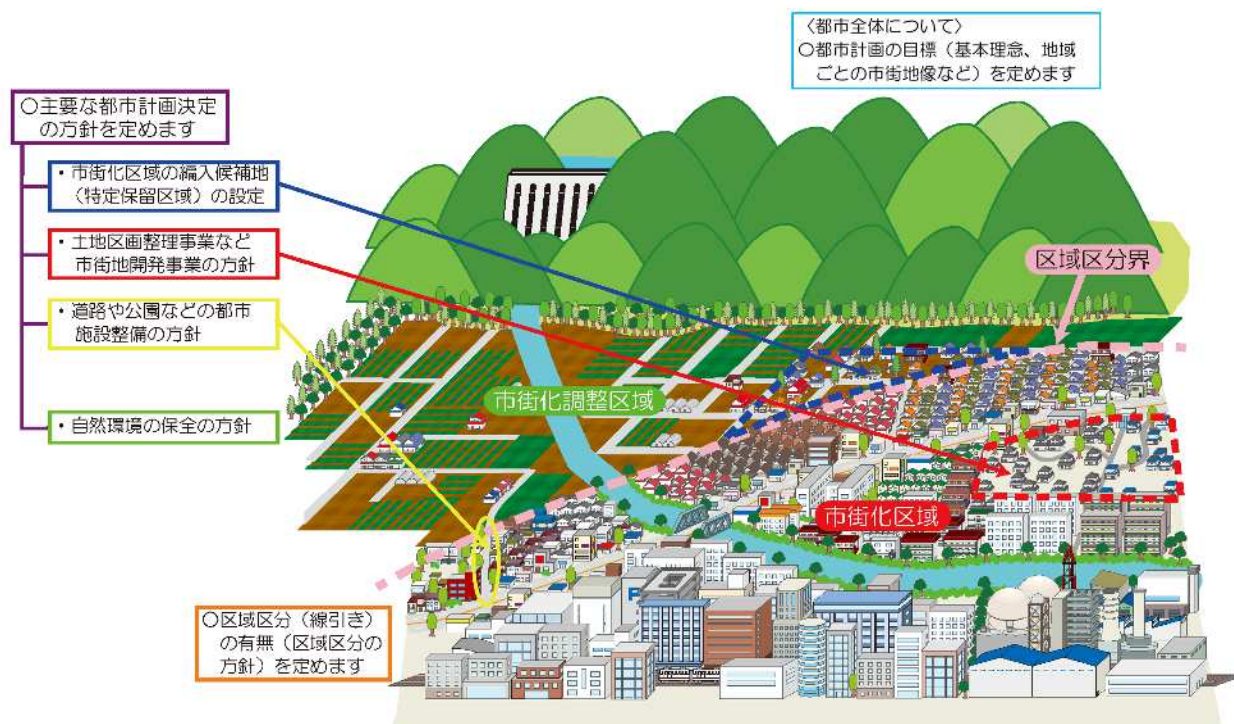 〈都市全体について〉
○都市計画の目標（基本理念、地域
ごとの市街地像など）を定めます
○主要な都市計画決定
の方針を定めます
・市街化区域の編入候補地
（特定保留区域）の設定
・土地区画整理事業など
市街地開発事業の方針
・道路や公園などの都市
施設整備の方針
・自然環境の保全の方針
区域区分界
市街化調整区域
市街化区域
○区域区分（線引き）
の有無（区域区分の
方針）を定めます